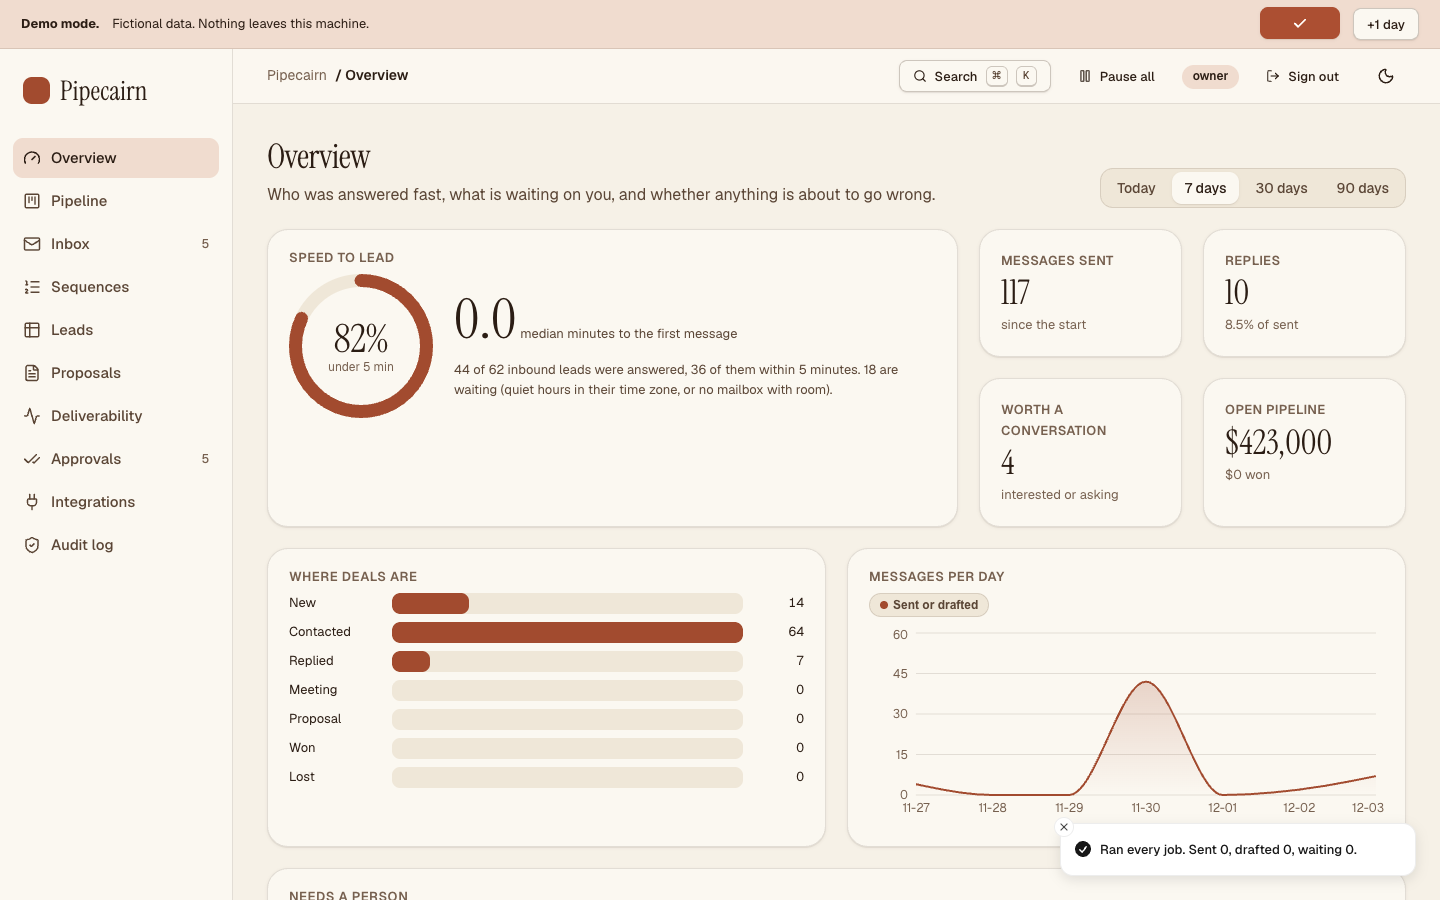 Demo mode. Fictional data. Nothing leaves this machine.
+1 day
Pipecairn
Pipecairn / Overview
Search ⌘ K
Pause all
owner
Sign out
Overview
Pipeline
Inbox 5
Sequences
Leads
Proposals
Deliverability
Approvals 5
Integrations
Audit log
Overview
Who was answered fast, what is waiting on you, and whether anything is about to go wrong.
Today 7 days 30 days 90 days
SPEED TO LEAD
82%
under 5 min
0.0 median minutes to the first message
44 of 62 inbound leads were answered, 36 of them within 5 minutes. 18 are
waiting (quiet hours in their time zone, or no mailbox with room).
MESSAGES SENT
117
since the start
REPLIES
10
8.5% of sent
WORTH A
CONVERSATION
4
interested or asking
OPEN PIPELINE
$423,000
$0 won
WHERE DEALS ARE
New 14
Contacted 64
Replied 7
Meeting 0
Proposal 0
Won 0
Lost 0
MESSAGES PER DAY
Sent or drafted
60
45
30
15
0
11-27 11-28 11-29 11-30 12-01 12-02 12-03
Ran every job. Sent 0, drafted 0, waiting 0.
NEEDS A PERSON